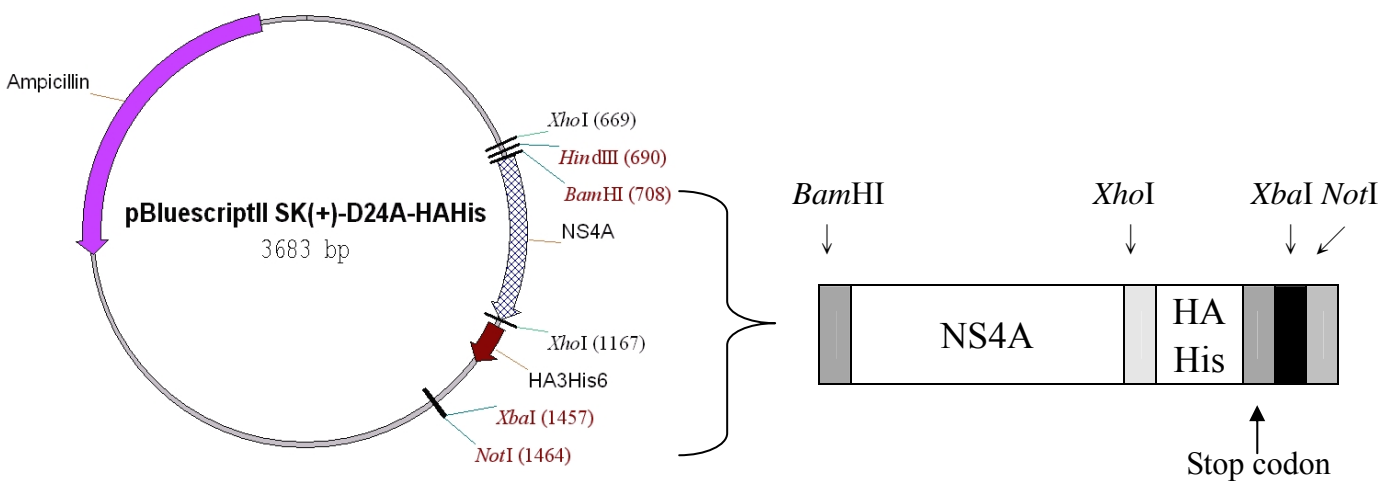 Ampicillin
pBluescriptII SK(+)-D24A-HAHis
3683 bp
XhoI (669)
HindIII (690)
BamHI (708)
NS4A
XhoI (1167)
HA3His6
XbaI (1457)
NotI (1464)
BamHI XhoI XbaI NotI
NS4A
HA
His
Stop codon